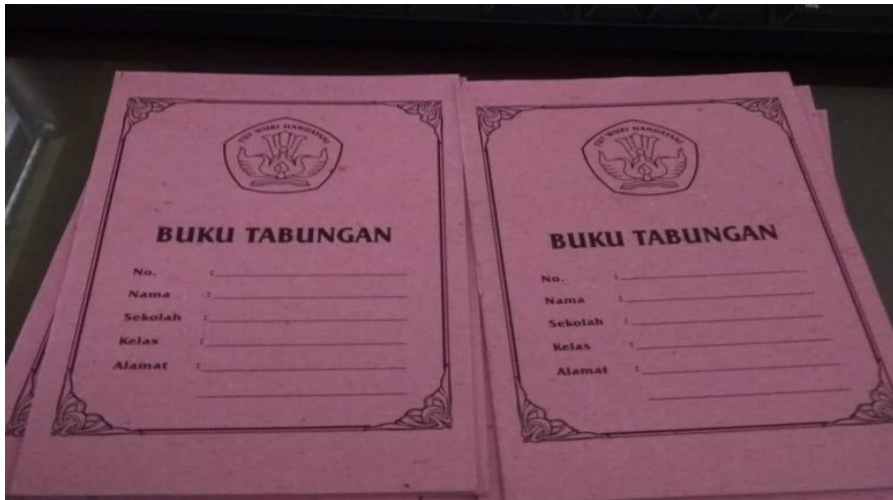 TUT WURI HANDAYANI
BUKU TABUNGAN
No. :
Nama :
Sekolah :
Kelas :
Alamat :
TUT WURI HANDAYANI
BUKU TABUNGAN
No. :
Nama :
Sekolah :
Kelas :
Alamat :